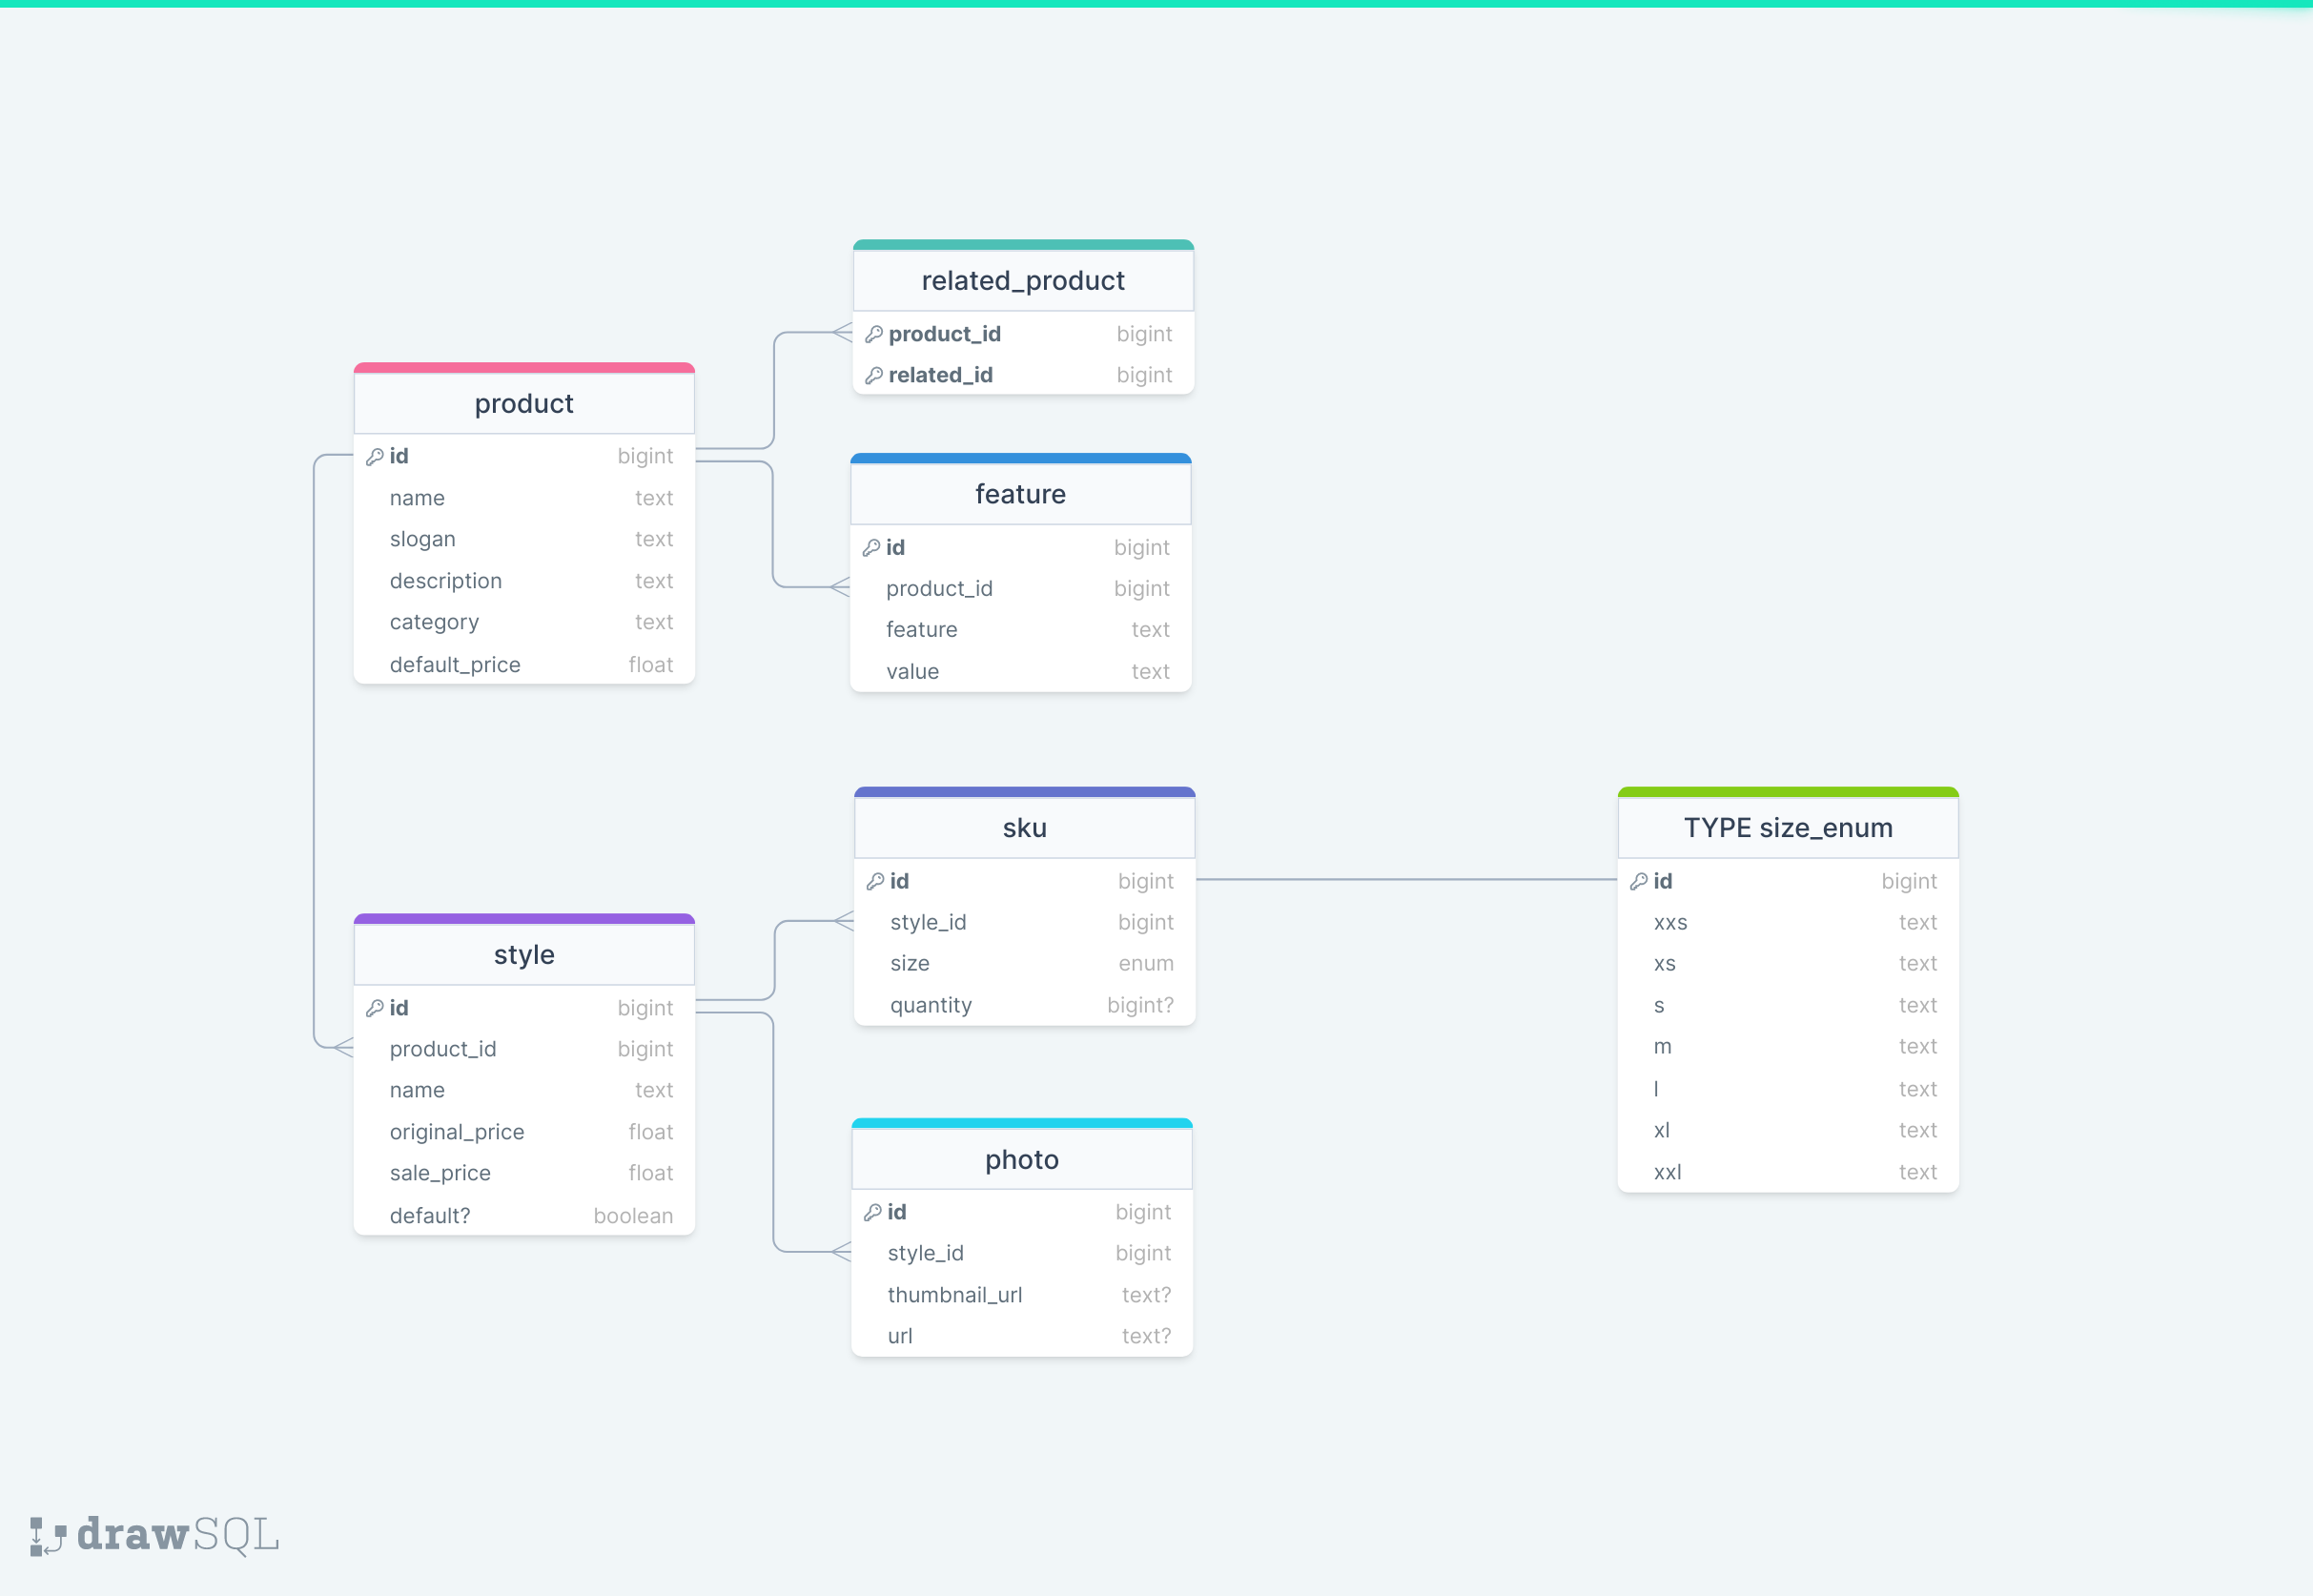 related_product
product_id bigint
related_id bigint
product
id bigint
name text
slogan text
description text
category text
default_price float
feature
id bigint
product_id bigint
feature text
value text
sku
id bigint
style_id bigint
size enum
quantity bigint?
TYPE size_enum
id bigint
xxs text
xs text
s text
m text
l text
xl text
xxl text
style
id bigint
product_id bigint
name text
original_price float
sale_price float
default? boolean
photo
id bigint
style_id bigint
thumbnail_url text?
url text?
drawSQL